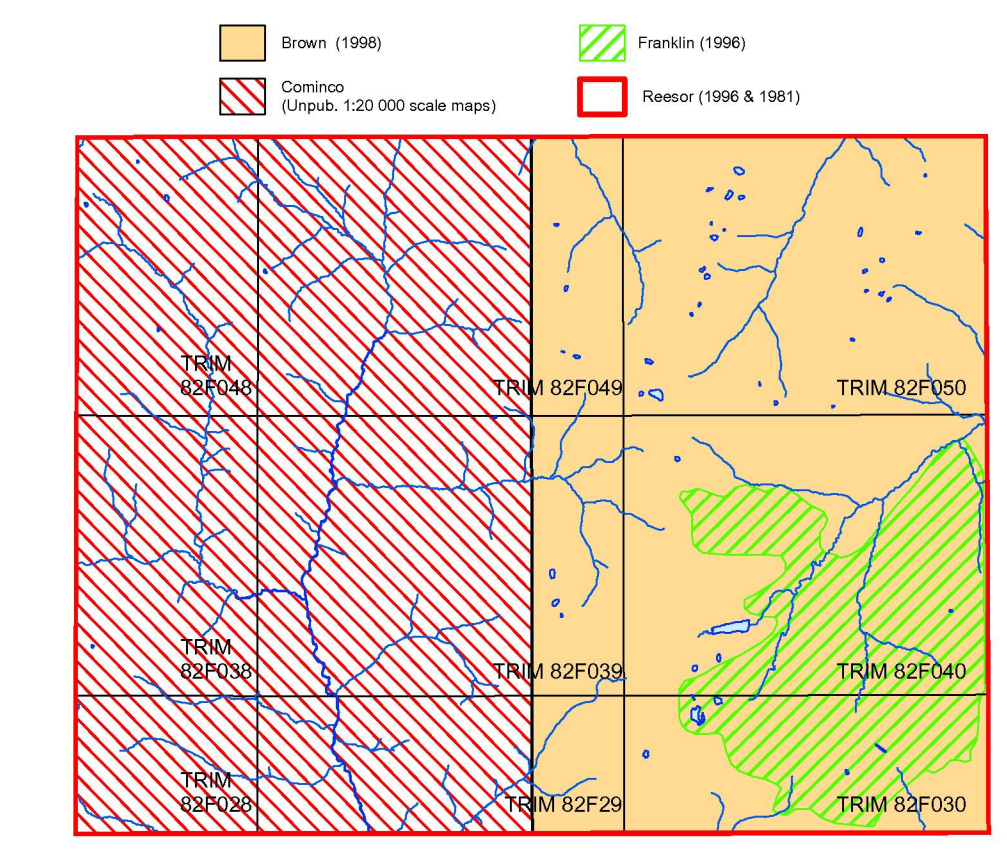 Brown (1998)
Franklin (1996)
Cominco
(Unpub. 1:20 000 scale maps)
Reesor (1996 & 1981)
TRIM
82F048
TRIM 82F049
TRIM 82F050
TRIM
82F038
TRIM 82F039
TRIM 82F040
TRIM
82F028
TRIM 82F29
TRIM 82F030